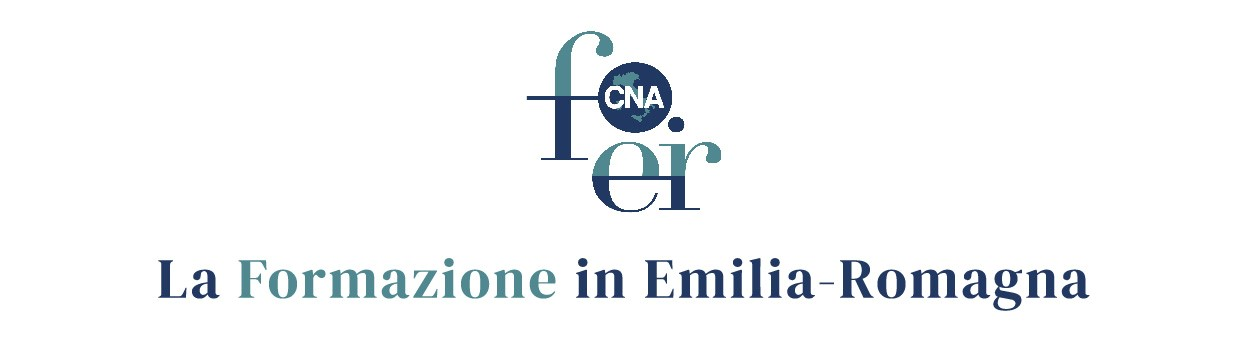 f
CNA
er
La Formazione in Emilia-Romagna